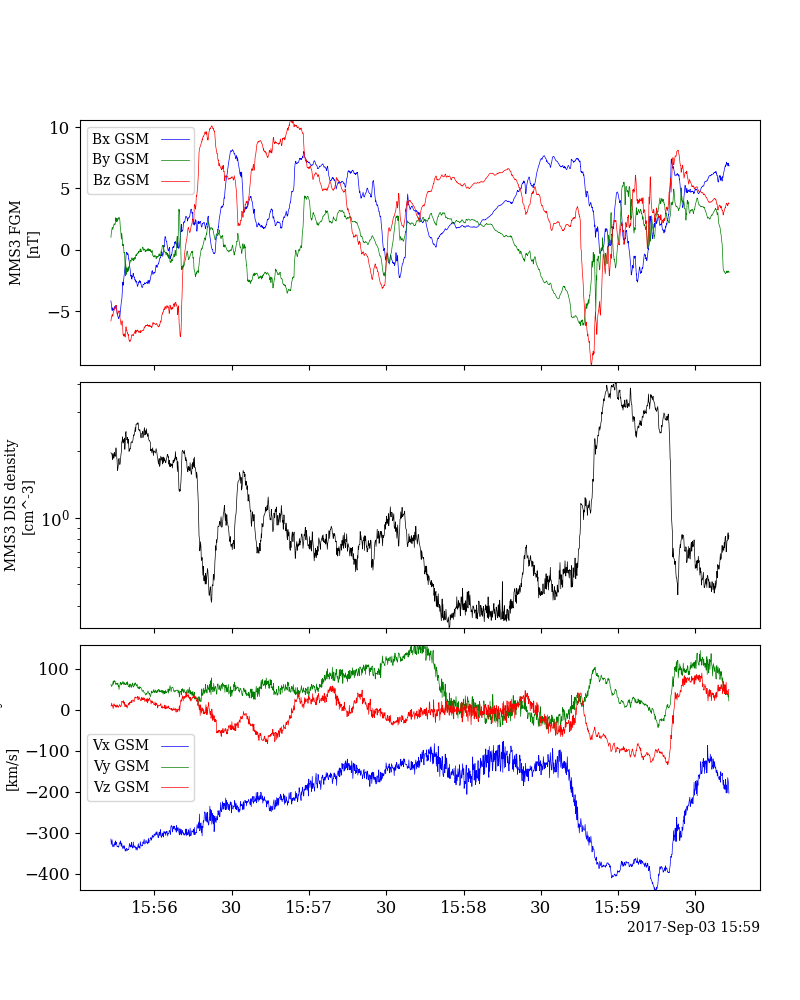 10
5
0
−5
MMS3 FGM
[nT]
Bx GSM
By GSM
Bz GSM
10^0
MMS3 DIS density
[cm^-3]
100
0
−100
−200
−300
−400
[km/s]
Vx GSM
Vy GSM
Vz GSM
15:56 30 15:57 30 15:58 30 15:59 30
2017-Sep-03 15:59